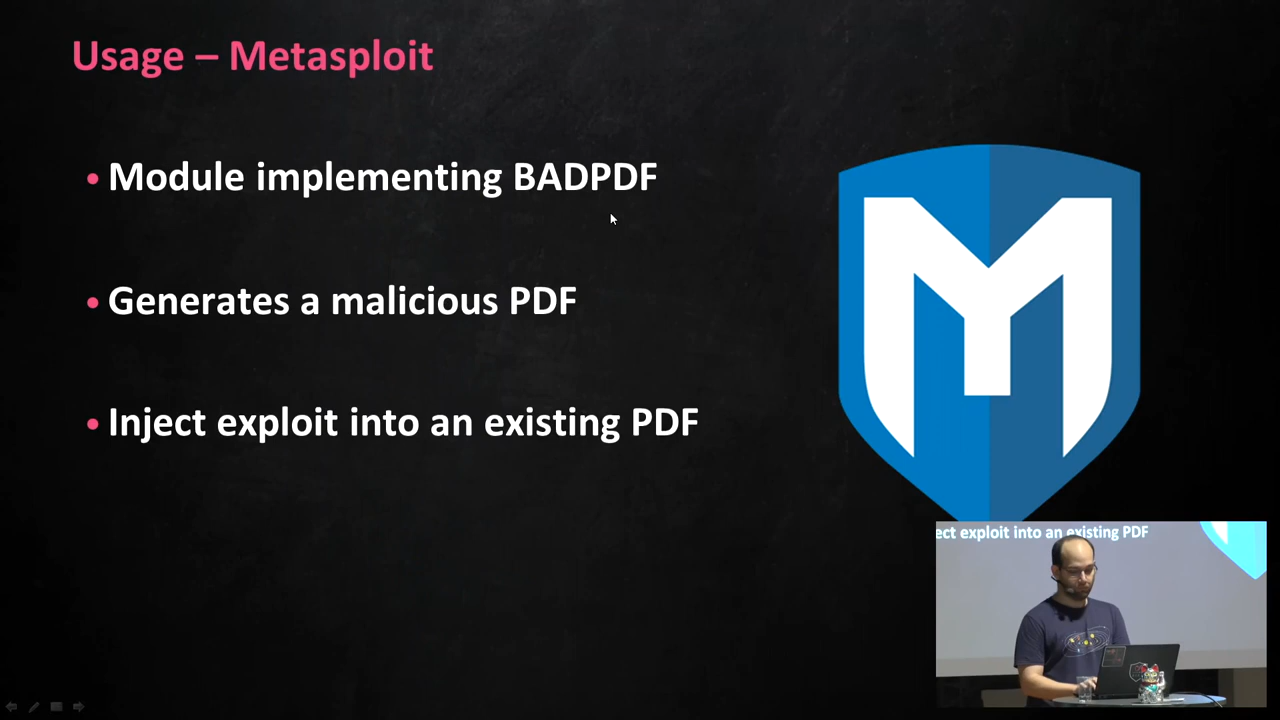 Usage – Metasploit
• Module implementing BADPDF
• Generates a malicious PDF
• Inject exploit into an existing PDF
ect exploit into an existing PDF